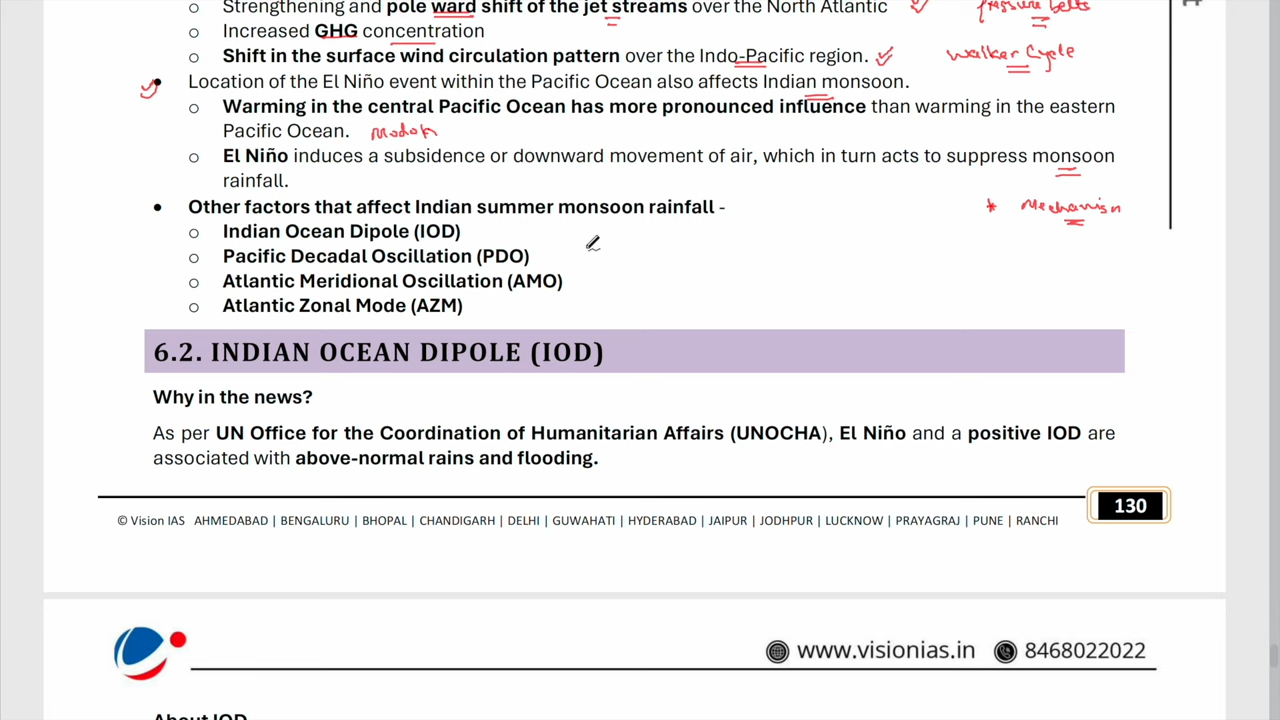 ○ Strengthening and pole ward shift of the jet streams over the North Atlantic pressure belts
○ Increased GHG concentration
○ Shift in the surface wind circulation pattern over the Indo-Pacific region. Walker Cycle
• Location of the El Niño event within the Pacific Ocean also affects Indian monsoon.
○ Warming in the central Pacific Ocean has more pronounced influence than warming in the eastern
Pacific Ocean. Modoki
○ El Niño induces a subsidence or downward movement of air, which in turn acts to suppress monsoon
rainfall.
• Other factors that affect Indian summer monsoon rainfall - * Mechanism
○ Indian Ocean Dipole (IOD)
○ Pacific Decadal Oscillation (PDO)
○ Atlantic Meridional Oscillation (AMO)
○ Atlantic Zonal Mode (AZM)
6.2. INDIAN OCEAN DIPOLE (IOD)
Why in the news?
As per UN Office for the Coordination of Humanitarian Affairs (UNOCHA), El Niño and a positive IOD are
associated with above-normal rains and flooding.
130
© Vision IAS AHMEDABAD | BENGALURU | BHOPAL | CHANDIGARH | DELHI | GUWAHATI | HYDERABAD | JAIPUR | JODHPUR | LUCKNOW | PRAYAGRAJ | PUNE | RANCHI
www.visionias.in 8468022022
About IOD